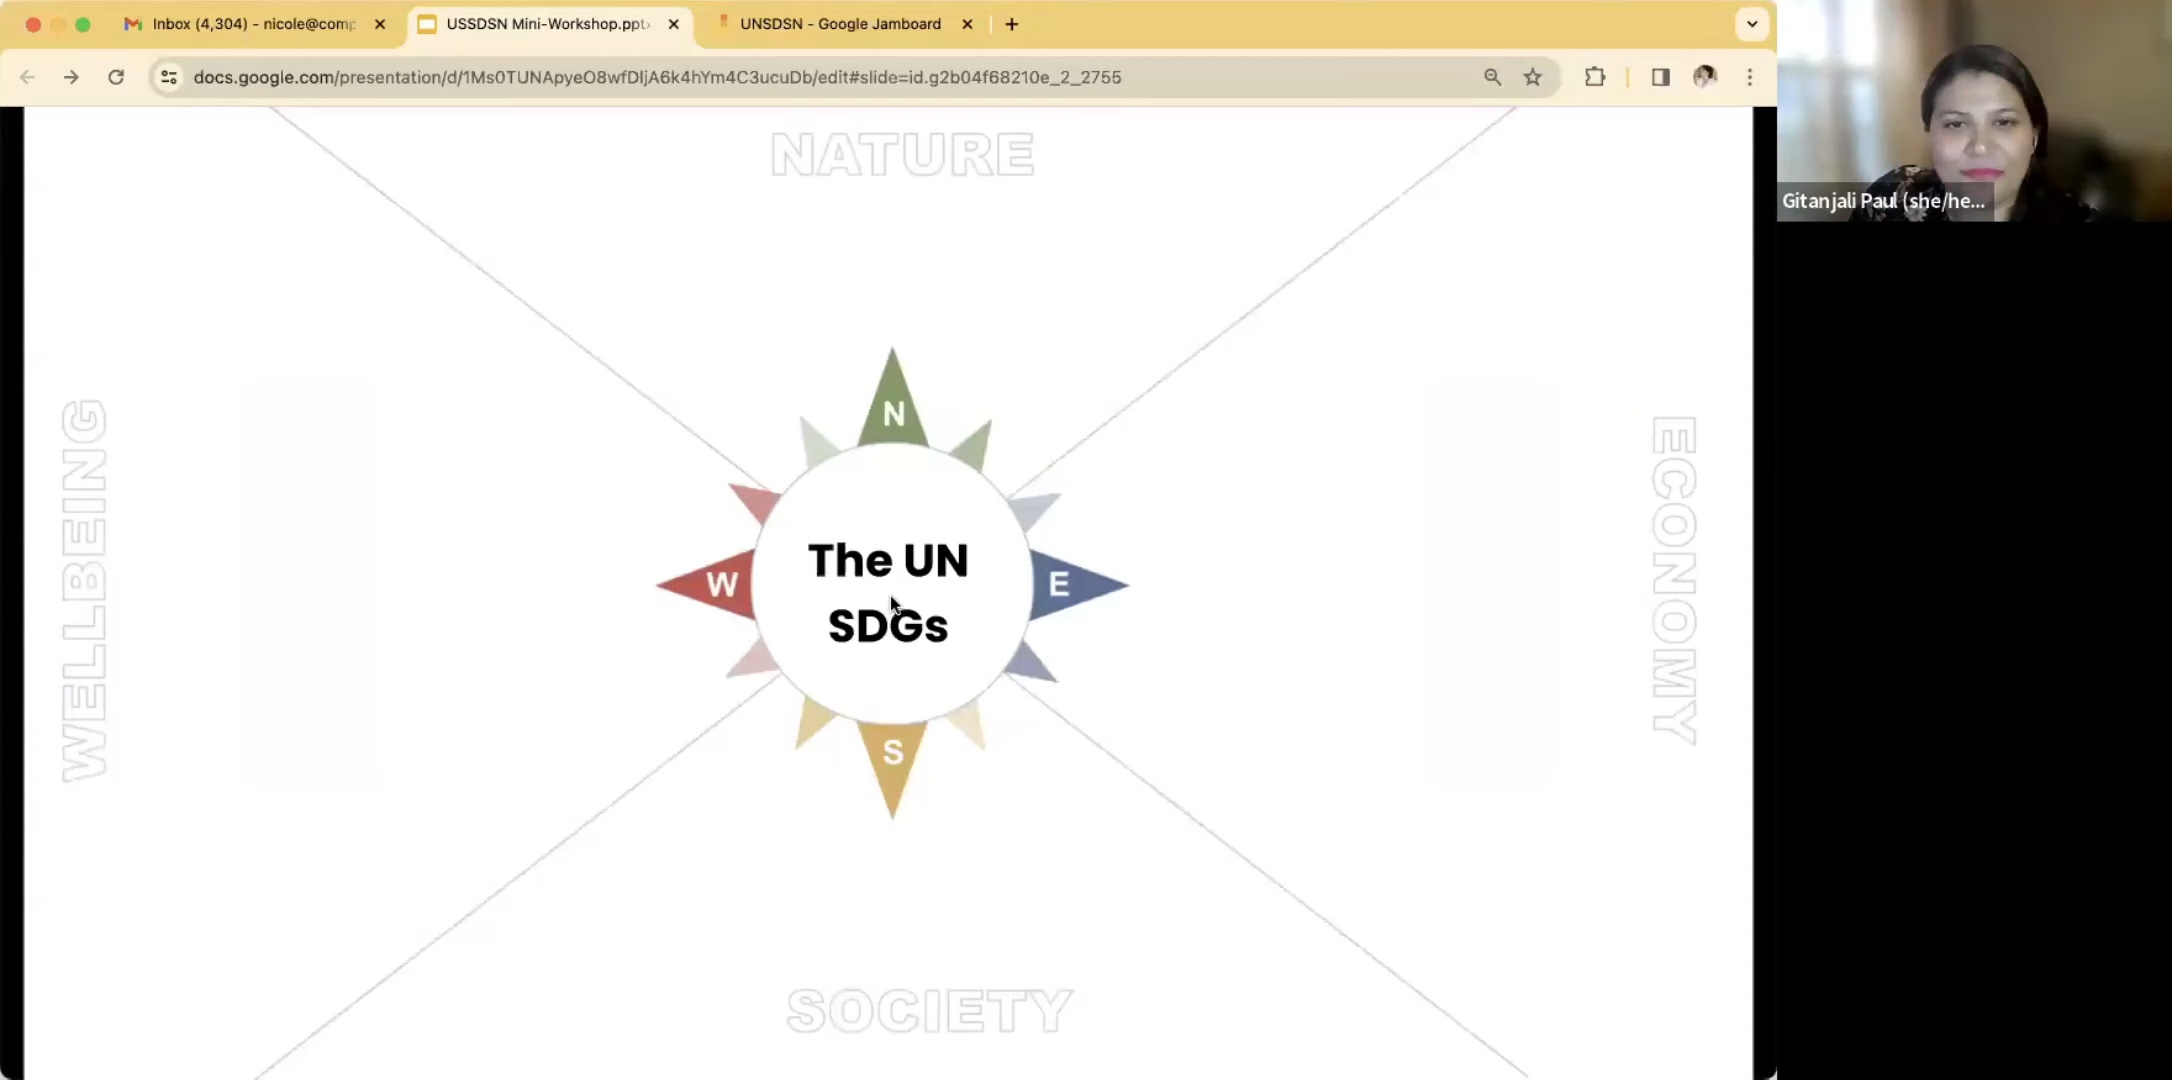 Inbox (4,304) - nicole@comp
USSDSN Mini-Workshop.ppt
UNSDSN - Google Jamboard
docs.google.com/presentation/d/1Ms0TUNApyeO8wfDljA6k4hYm4C3ucuDb/edit#slide=id.g2b04f68210e_2_2755
Gitanjali Paul (she/he...
NATURE
WELLBEING
ECONOMY
N
W
The UN
SDGs
E
S
SOCIETY